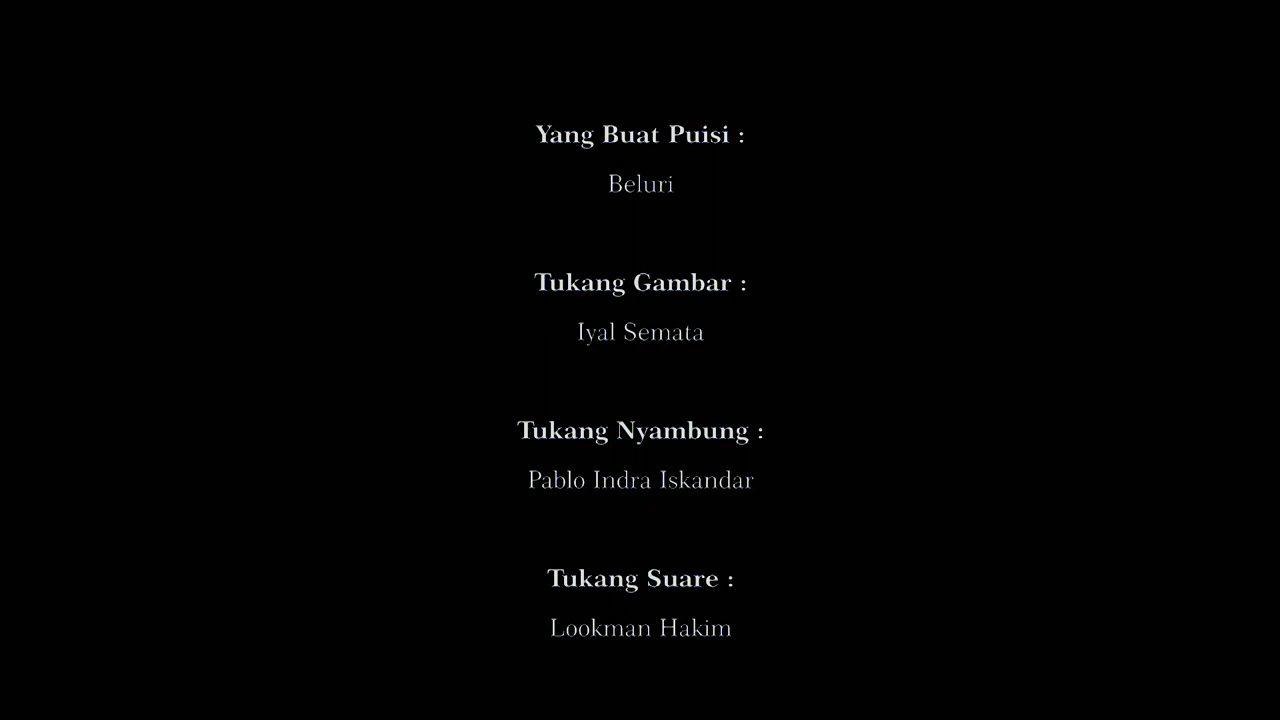 Yang Buat Puisi :
Beluri
Tukang Gambar :
Iyal Semata
Tukang Nyambung :
Pablo Indra Iskandar
Tukang Suare :
Lookman Hakim